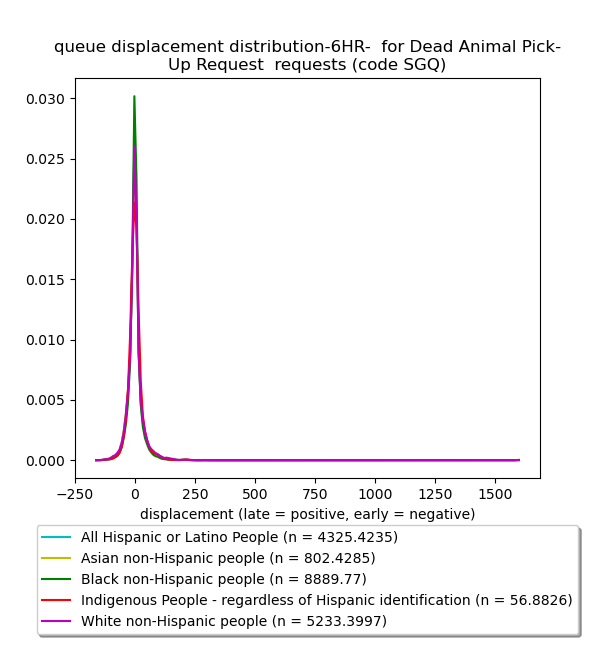 queue displacement distribution-6HR-  for Dead Animal Pick-
Up Request  requests (code SGQ)
0.030
0.025
0.020
0.015
0.010
0.005
0.000
−250 0 250 500 750 1000 1250 1500
displacement (late = positive, early = negative)
All Hispanic or Latino People (n = 4325.4235)
Asian non-Hispanic people (n = 802.4285)
Black non-Hispanic people (n = 8889.77)
Indigenous People - regardless of Hispanic identification (n = 56.8826)
White non-Hispanic people (n = 5233.3997)